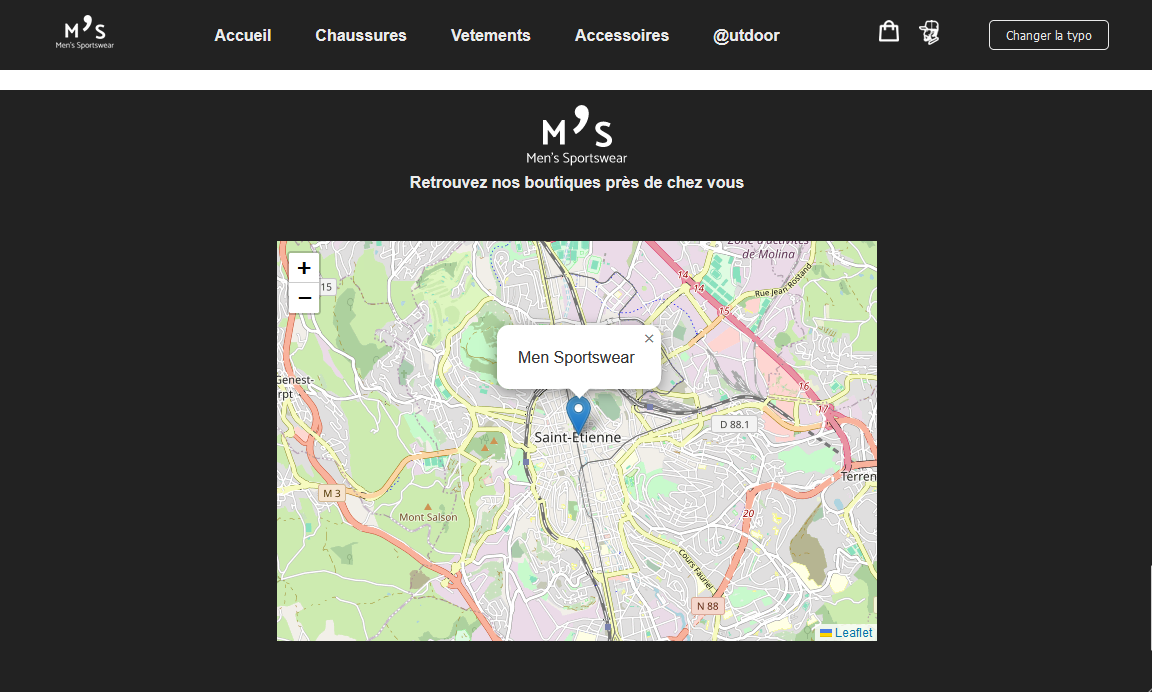 M's
Men's Sportswear
Accueil
Chaussures
Vetements
Accessoires
@utdoor
Changer la typo
M's
Men's Sportswear
Retrouvez nos boutiques près de chez vous
+
−
15
Zone d'activités
de Molina
Rue Jean Rostand
14
14
15
×
Men Sportswear
Genest-
rpt
16
17
D 88.1
Saint-Étienne
Terren
M 3
Mont Salson
20
Cours Fauriel
N 88
Leaflet